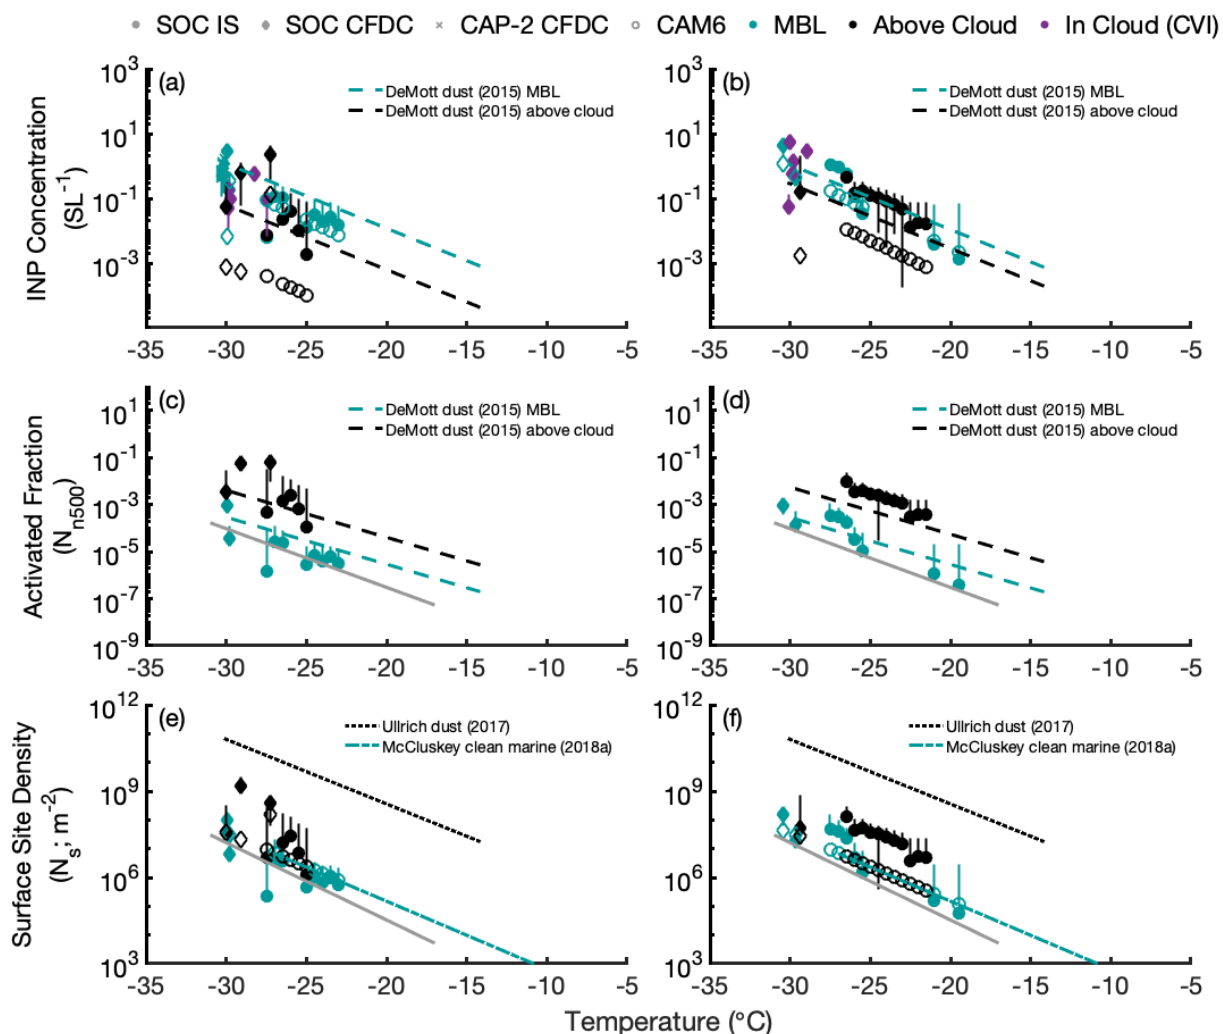 SOC IS SOC CFDC CAP-2 CFDC CAM6 MBL Above Cloud In Cloud (CVI)
INP Concentration
(SL⁻¹)
10³
10¹
10⁻¹
10⁻³
(a)
DeMott dust (2015) MBL
DeMott dust (2015) above cloud
-35 -30 -25 -20 -15 -10 -5
10³
10¹
10⁻¹
10⁻³
(b)
DeMott dust (2015) MBL
DeMott dust (2015) above cloud
-35 -30 -25 -20 -15 -10 -5
Activated Fraction
(Nn500)
10¹
10⁻¹
10⁻³
10⁻⁵
10⁻⁷
10⁻⁹
(c)
DeMott dust (2015) MBL
DeMott dust (2015) above cloud
-35 -30 -25 -20 -15 -10 -5
10¹
10⁻¹
10⁻³
10⁻⁵
10⁻⁷
10⁻⁹
(d)
DeMott dust (2015) MBL
DeMott dust (2015) above cloud
-35 -30 -25 -20 -15 -10 -5
Surface Site Density
(Ns; m⁻²)
10¹²
10⁹
10⁶
10³
(e)
Ullrich dust (2017)
McCluskey clean marine (2018a)
-35 -30 -25 -20 -15 -10 -5
10¹²
10⁹
10⁶
10³
(f)
Ullrich dust (2017)
McCluskey clean marine (2018a)
-35 -30 -25 -20 -15 -10 -5
Temperature (°C)